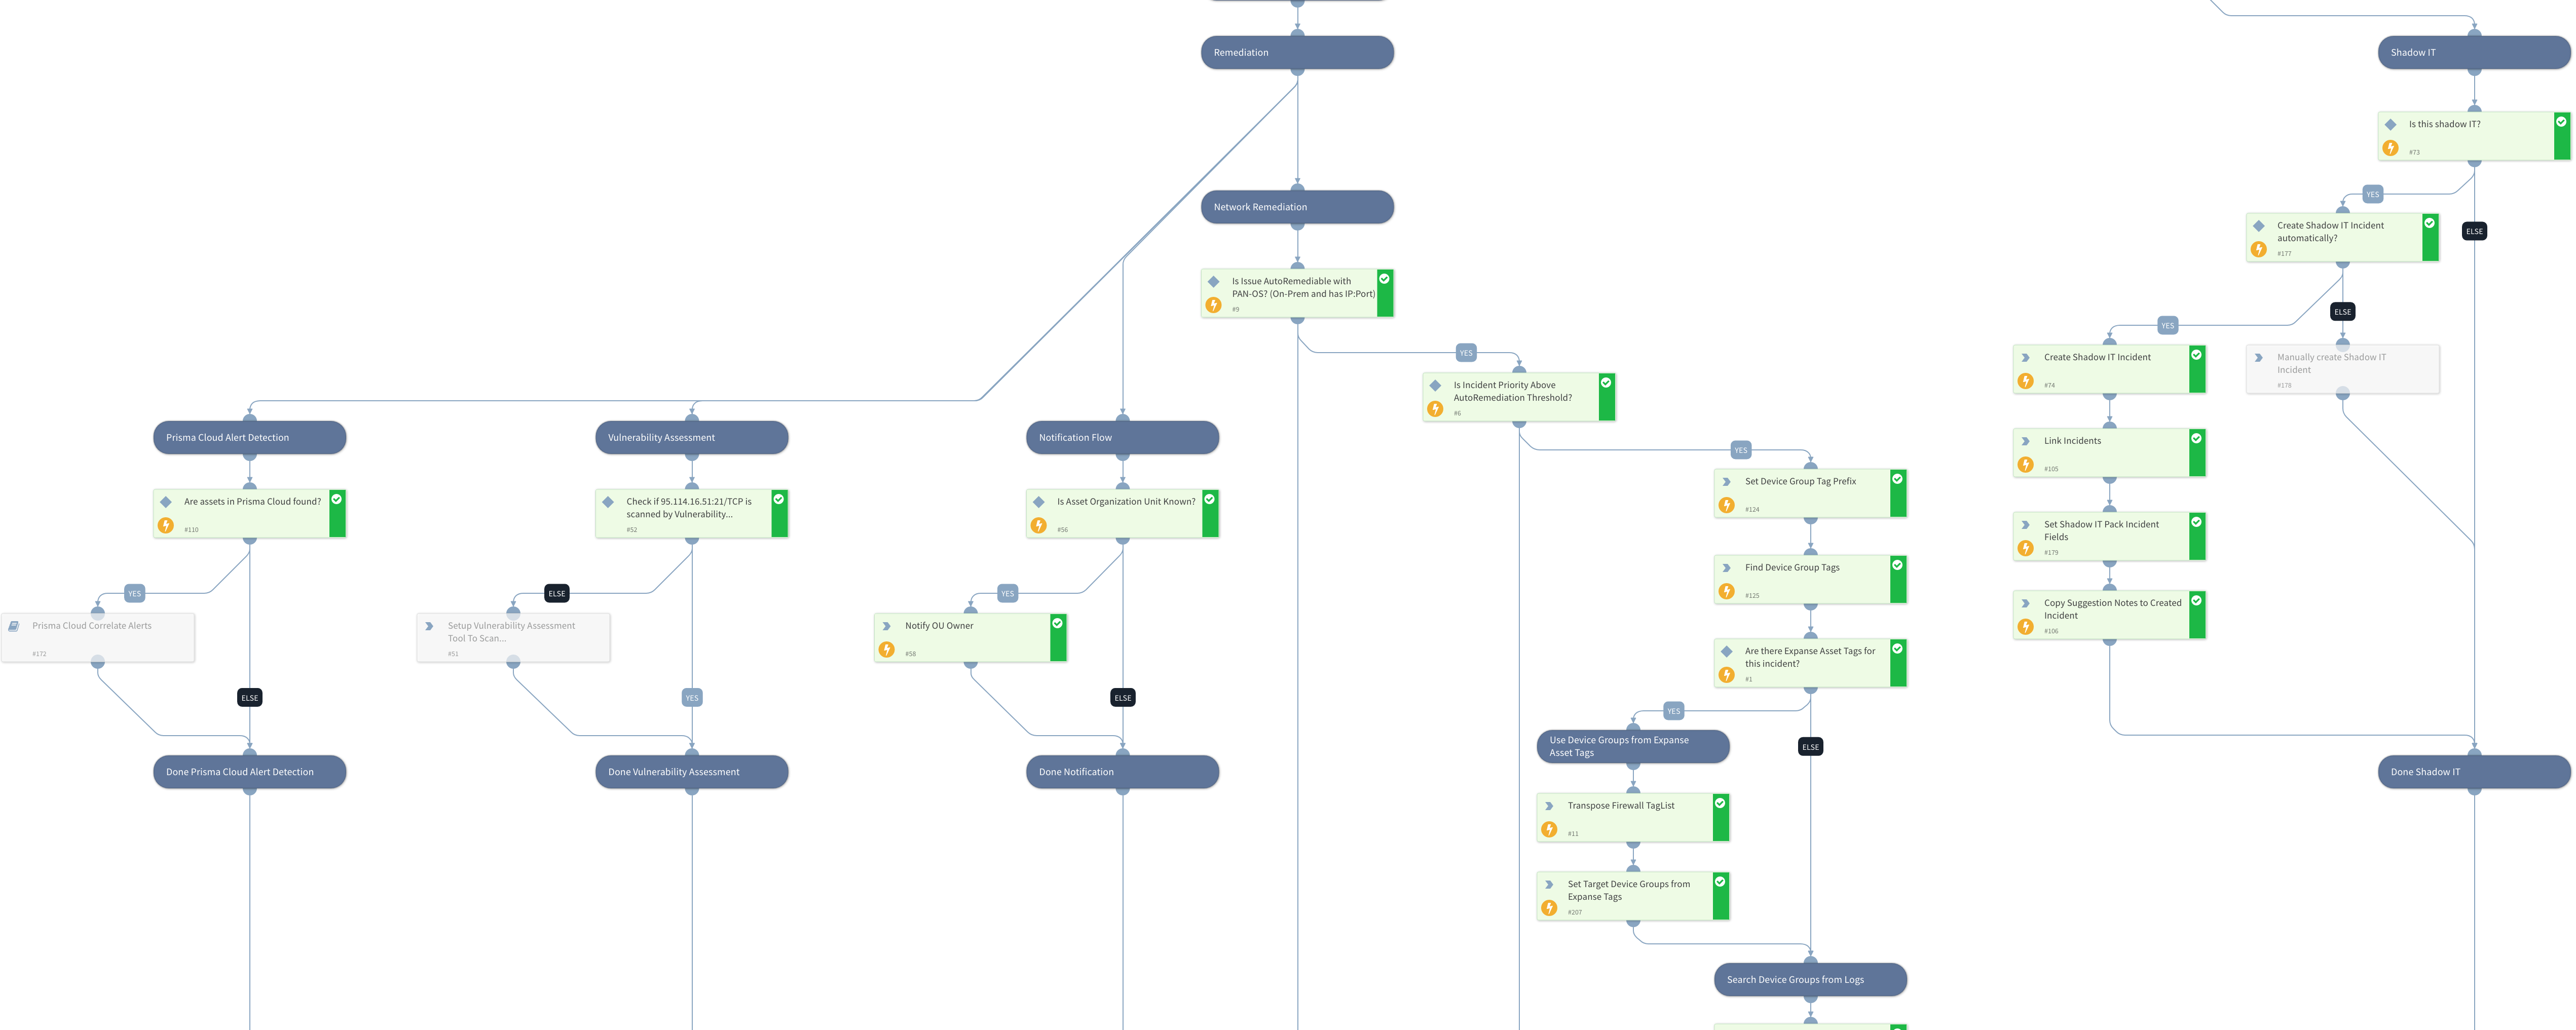 Remediation
Shadow IT
Is this shadow IT?
#73
YES
Network Remediation
Create Shadow IT Incident
automatically?
#177
ELSE
Is Issue AutoRemediable with
PAN-OS? (On-Prem and has IP:Port)
#9
ELSE
YES
YES
Create Shadow IT Incident
#74
Manually create Shadow IT
Incident
#178
Is Incident Priority Above
AutoRemediation Threshold?
#6
Prisma Cloud Alert Detection
Vulnerability Assessment
Notification Flow
YES
Link Incidents
#105
Are assets in Prisma Cloud found?
#110
Check if 95.114.16.51:21/TCP is
scanned by Vulnerability...
#52
Is Asset Organization Unit Known?
#56
Set Device Group Tag Prefix
#124
Set Shadow IT Pack Incident
Fields
#179
Find Device Group Tags
#125
YES
ELSE
YES
Prisma Cloud Correlate Alerts
#172
Setup Vulnerability Assessment
Tool To Scan...
#51
Notify OU Owner
#58
Copy Suggestion Notes to Created
Incident
#106
Are there Expanse Asset Tags for
this incident?
#1
ELSE
YES
ELSE
YES
Use Device Groups from Expanse
Asset Tags
ELSE
Done Prisma Cloud Alert Detection
Done Vulnerability Assessment
Done Notification
Done Shadow IT
Transpose Firewall TagList
#11
Set Target Device Groups from
Expanse Tags
#207
Search Device Groups from Logs